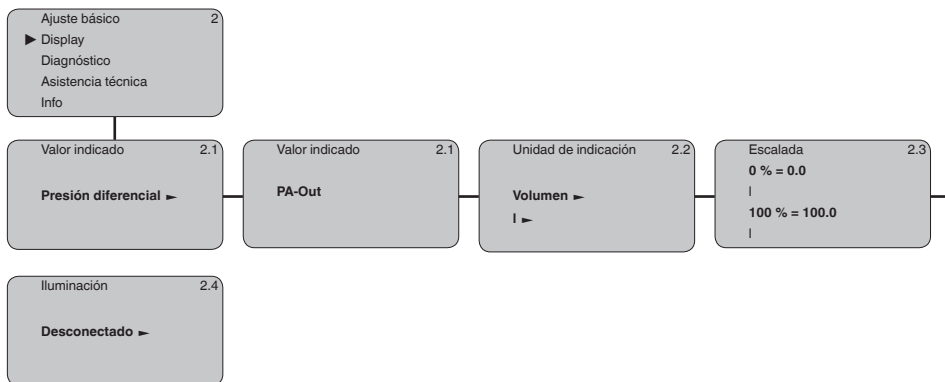 Ajuste básico 2
▶ Display
Diagnóstico
Asistencia técnica
Info
Valor indicado 2.1
Presión diferencial ►
Valor indicado 2.1
PA-Out
Unidad de indicación 2.2
Volumen ►
l ►
Escalada 2.3
0 % = 0.0
l
100 % = 100.0
l
Iluminación 2.4
Desconectado ►